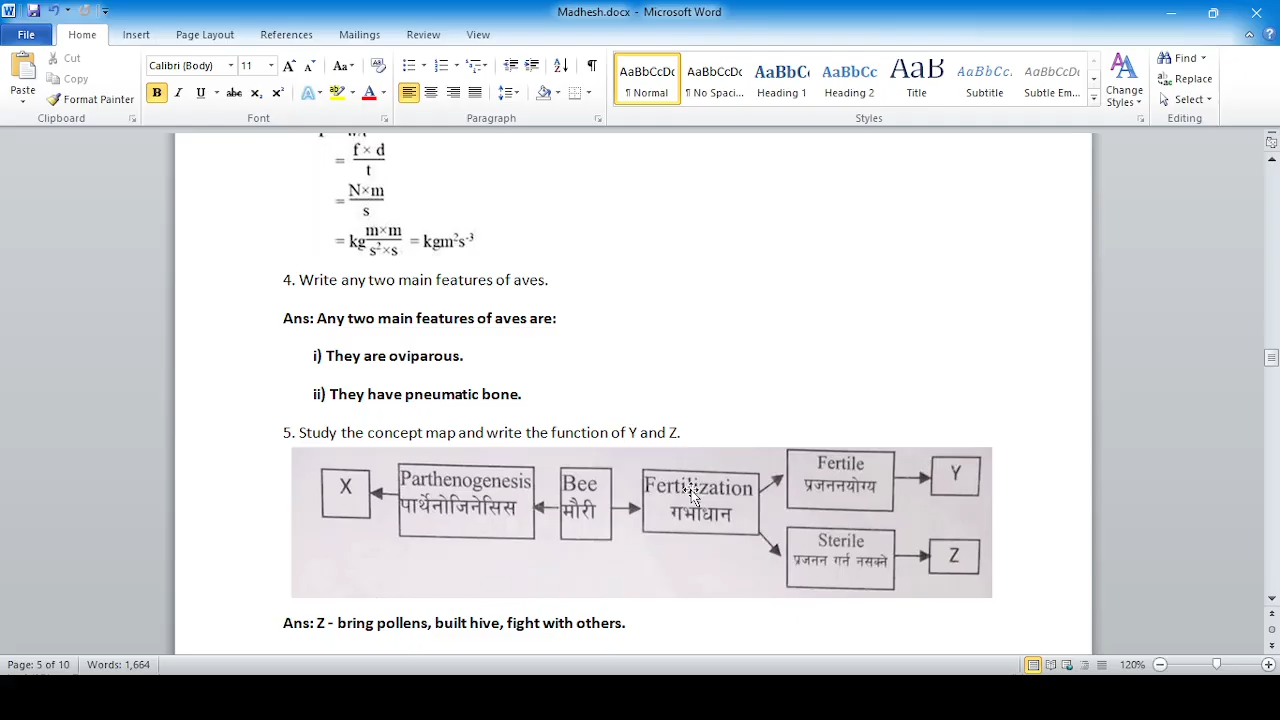 Madhesh.docx - Microsoft Word
File Home Insert Page Layout References Mailings Review View
Paste
Cut
Copy
Format Painter
Clipboard
Calibri (Body) 11
Font
Paragraph
AaBbCcDc AaBbCcDc AaBbC AaBbCc AaB AaBbCc. AaBbCcDc
¶ Normal ¶ No Spaci... Heading 1 Heading 2 Title Subtitle Subtle Em...
Styles
Change Styles
Find
Replace
Select
Editing
= f × d / t
= N×m / s
= kg m×m / s²×s = kgm²s⁻³
4. Write any two main features of aves.
Ans: Any two main features of aves are:
i) They are oviparous.
ii) They have pneumatic bone.
5. Study the concept map and write the function of Y and Z.
X
Parthenogenesis
पार्थेनोजिनेसिस
Bee
मौरी
Fertilization
गर्भाधान
Fertile
प्रजननयोग्य
Y
Sterile
प्रजनन गर्न नसक्ने
Z
Ans: Z - bring pollens, built hive, fight with others.
Page: 5 of 10 Words: 1,664 120%